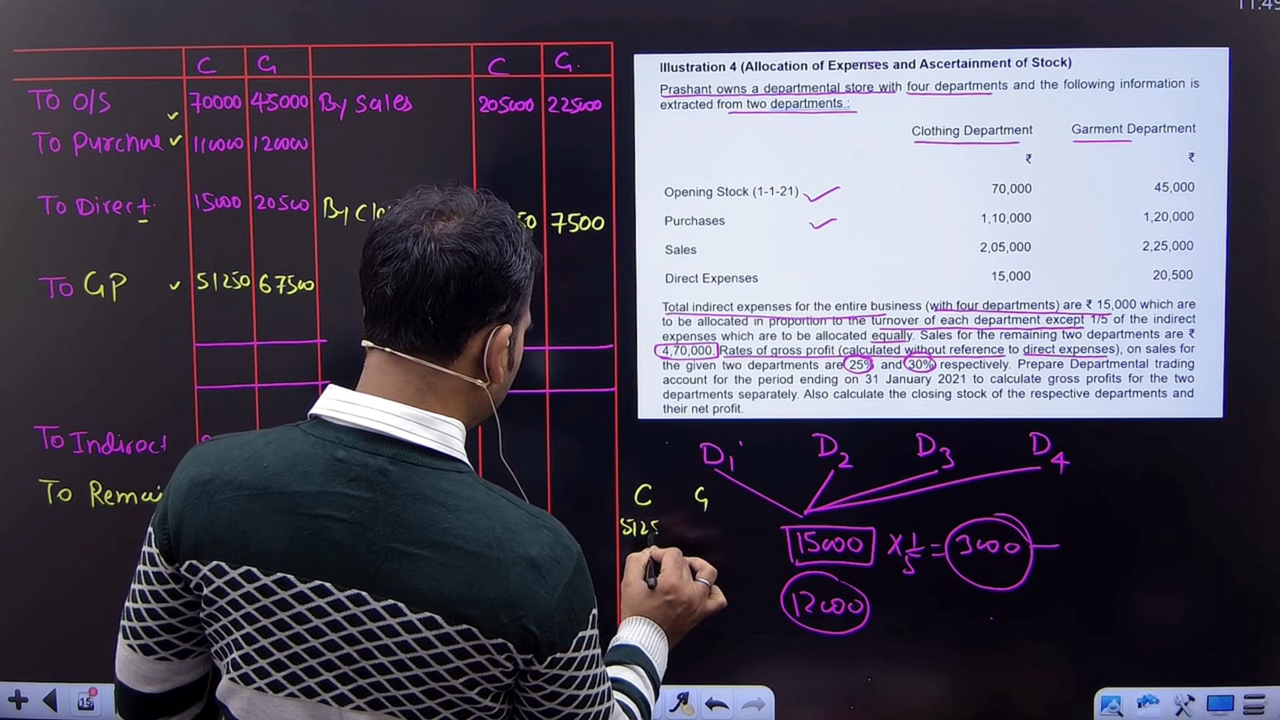 11:49
C G C G.
To O/S 70000 45000 By Sales 205000 225000
To Purchase 110000 120000
To Direct. 15000 20500 7500
To GP 51250 67500
To Indirect
Illustration 4 (Allocation of Expenses and Ascertainment of Stock)
Prashant owns a departmental store with four departments and the following information is
extracted from two departments :
Clothing Department Garment Department
₹ ₹
Opening Stock (1-1-21) 70,000 45,000
Purchases 1,10,000 1,20,000
Sales 2,05,000 2,25,000
Direct Expenses 15,000 20,500
Total indirect expenses for the entire business (with four departments) are ₹ 15,000 which are
to be allocated in proportion to the turnover of each department except 1/5 of the indirect
expenses which are to be allocated equally. Sales for the remaining two departments are ₹
4,70,000. Rates of gross profit (calculated without reference to direct expenses), on sales for
the given two departments are 25% and 30% respectively. Prepare Departmental trading
account for the period ending on 31 January 2021 to calculate gross profits for the two
departments separately. Also calculate the closing stock of the respective departments and
their net profit.
D1 D2 D3 D4
C G
5125
15000 × 1/5 = 3000
12000
15